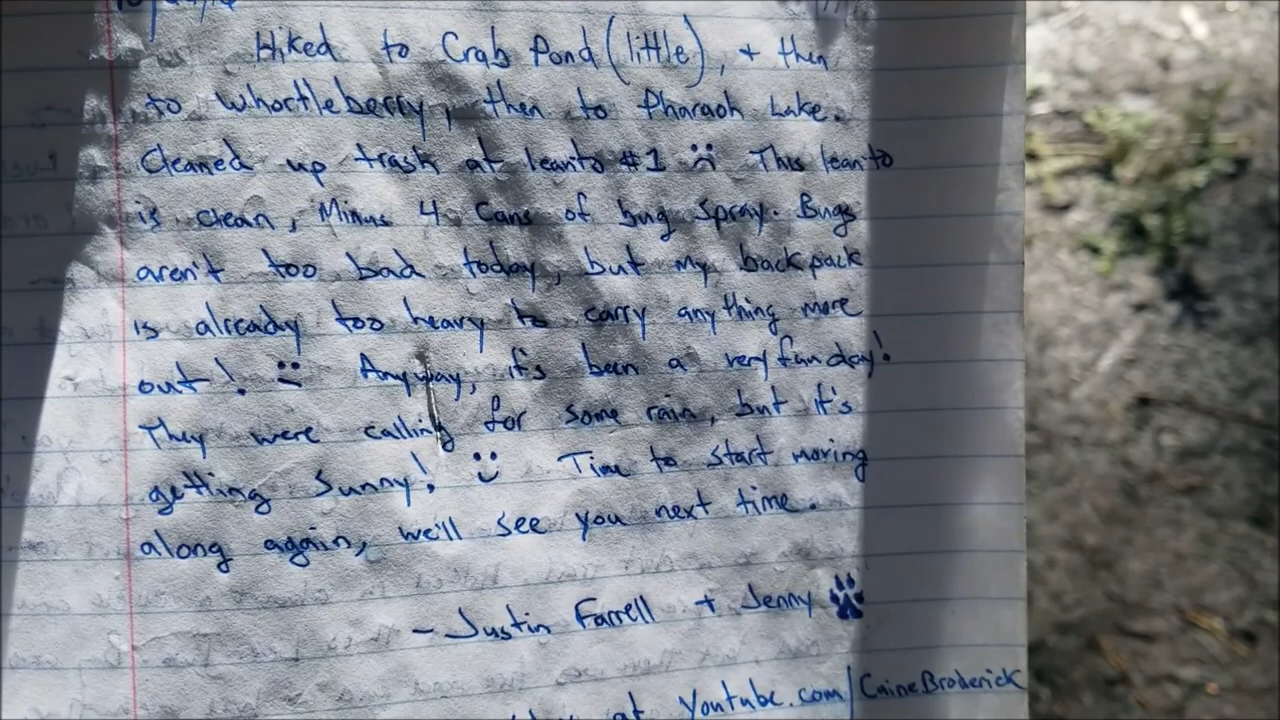 Hiked to Crab Pond (little), + then
to Whortleberry, then to Pharaoh Lake.
Cleaned up trash at leanto #1 :( This leanto
is clean, Minus 4 cans of bug spray. Bugs
aren't too bad today, but my backpack
is already too heavy to carry anything more
out! :| Anyway, it's been a very fun day!
They were calling for some rain, but it's
getting Sunny! :) Time to start moving
along again, we'll see you next time.
- Justin Farrell + Jenny
at Youtube.com/CaineBroderick